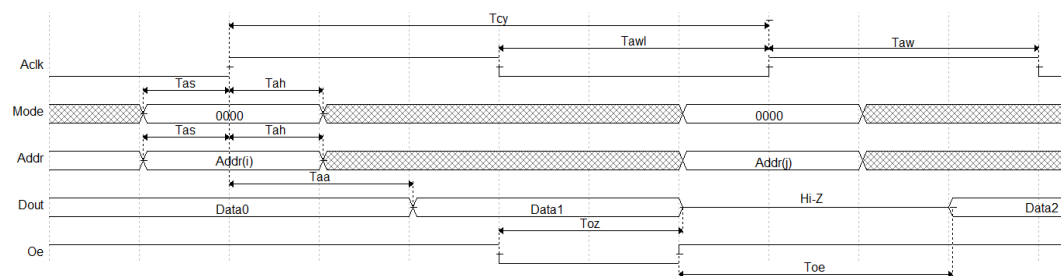 Tcy
Tawl Taw
Aclk
Tas Tah
Mode 0000 0000
Tas Tah
Addr Addr(i) Addr(j)
Taa
Hi-Z
Dout Data0 Data1 Data2
Toz
Oe
Toe